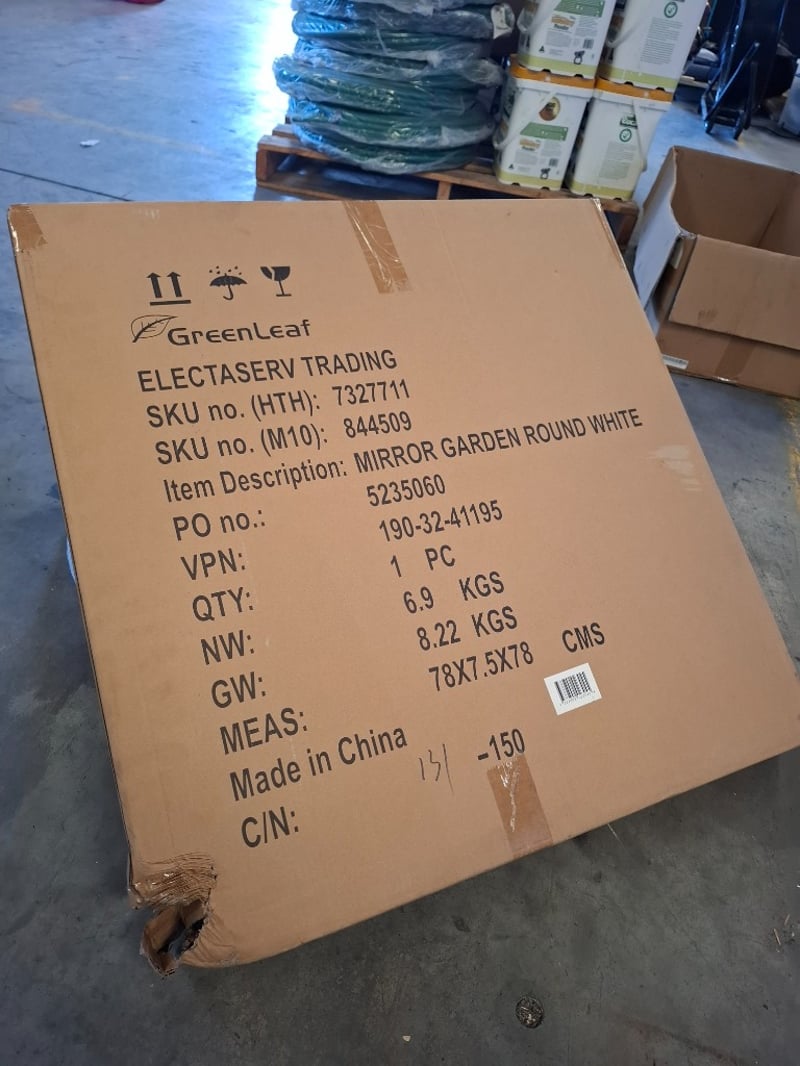 GreenLeaf
ELECTASERV TRADING
SKU no. (HTH): 7327711
SKU no. (M10): 844509
Item Description: MIRROR GARDEN ROUND WHITE
PO no.: 5235060
VPN: 190-32-41195
QTY: 1 PC
NW: 6.9 KGS
GW: 8.22 KGS
MEAS: 78X7.5X78 CMS
Made in China
C/N: 131 -150